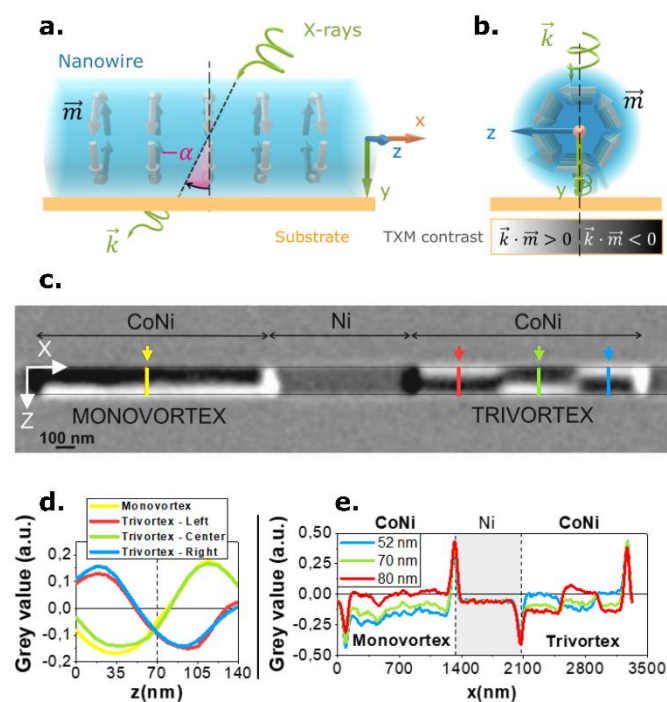 a.
X-rays
Nanowire
m
−α
x
z
y
k
Substrate
b.
k
m
z
y
TXM contrast
k · m > 0
k · m < 0
c.
CoNi
Ni
CoNi
X
Z
MONOVORTEX
TRIVORTEX
100 nm
d.
Monovortex
Trivortex - Left
Trivortex - Center
Trivortex - Right
Grey value (a.u.)
0,2
0,1
0,0
-0,1
-0,2
0
35
70
105
140
z(nm)
e.
CoNi
Ni
CoNi
52 nm
70 nm
80 nm
Grey value (a.u.)
0,50
0,25
0,00
-0,25
-0,50
Monovortex
Trivortex
0
700
1400
2100
2800
3500
x(nm)